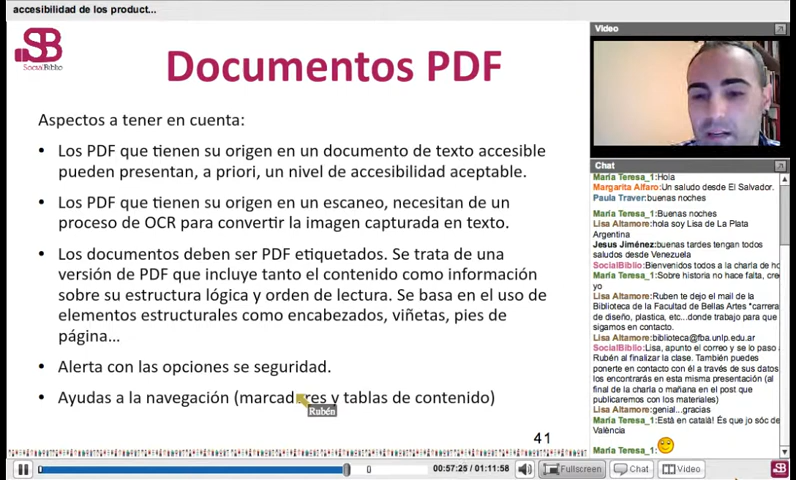 accesibilidad de los product...
SB
SocialBiblio
Documentos PDF
Aspectos a tener en cuenta:
• Los PDF que tienen su origen en un documento de texto accesible
pueden presentan, a priori, un nivel de accesibilidad aceptable.
• Los PDF que tienen su origen en un escaneo, necesitan de un
proceso de OCR para convertir la imagen capturada en texto.
• Los documentos deben ser PDF etiquetados. Se trata de una
versión de PDF que incluye tanto el contenido como información
sobre su estructura lógica y orden de lectura. Se basa en el uso de
elementos estructurales como encabezados, viñetas, pies de
página...
• Alerta con las opciones se seguridad.
• Ayudas a la navegación (marcadores y tablas de contenido)
Rubén
41
Video
Chat
María Teresa_1:Hola
Margarita Alfaro:Un saludo desde El Salvador.
Paula Traver:buenas noches
María Teresa_1:Buenas noches
Lisa Altamore:hola soy Lisa de La Plata
Argentina
Jesus Jiménez:buenas tardes tengan todos
saludos desde Venezuela
SocialBiblio:Bienvenidos todos a la charla de ho
María Teresa_1:Sobre historia no hace falta, cre
yo
Lisa Altamore:Ruben te dejo el mail de la
Biblioteca de la Facultad de Bellas Artes "carrera
de diseño, plastica, etc...donde trabajo para que
sigamos en contacto.
Lisa Altamore:biblioteca@fba.unlp.edu.ar
SocialBiblio:Lisa, apunto el correo y se lo paso
Rubén al finalizar la clase. También puedes
ponerte en contacto con él a través de sus datos
los encontrarás en esta misma presentación (al
final de la charla o mañana en el post que
publicaremos con los materiales)
Lisa Altamore:genial...gracias
María Teresa_1:Està en català! És que jo sóc de
València
María Teresa_1:
00:57:25 / 01:11:58
Fullscreen
Chat
Video
SB